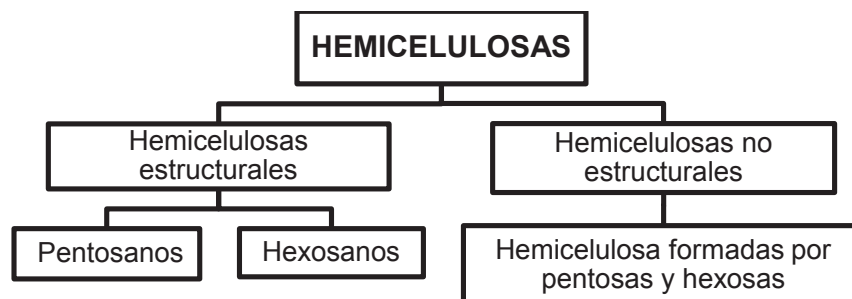 HEMICELULOSAS
Hemicelulosas
estructurales
Hemicelulosas no
estructurales
Pentosanos
Hexosanos
Hemicelulosa formadas por
pentosas y hexosas